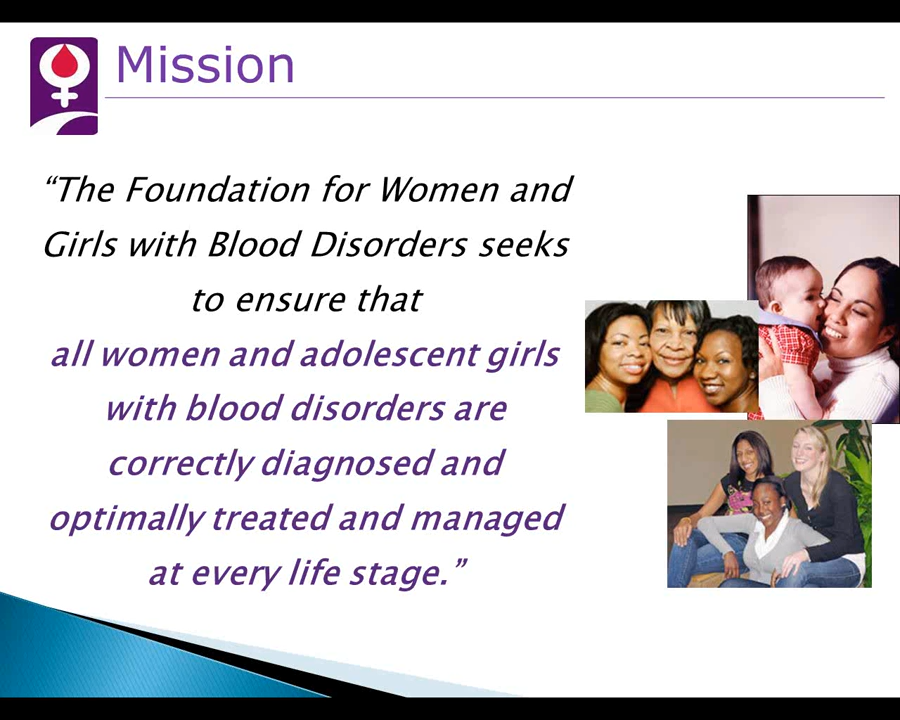 Mission
“The Foundation for Women and
Girls with Blood Disorders seeks
to ensure that
all women and adolescent girls
with blood disorders are
correctly diagnosed and
optimally treated and managed
at every life stage.”